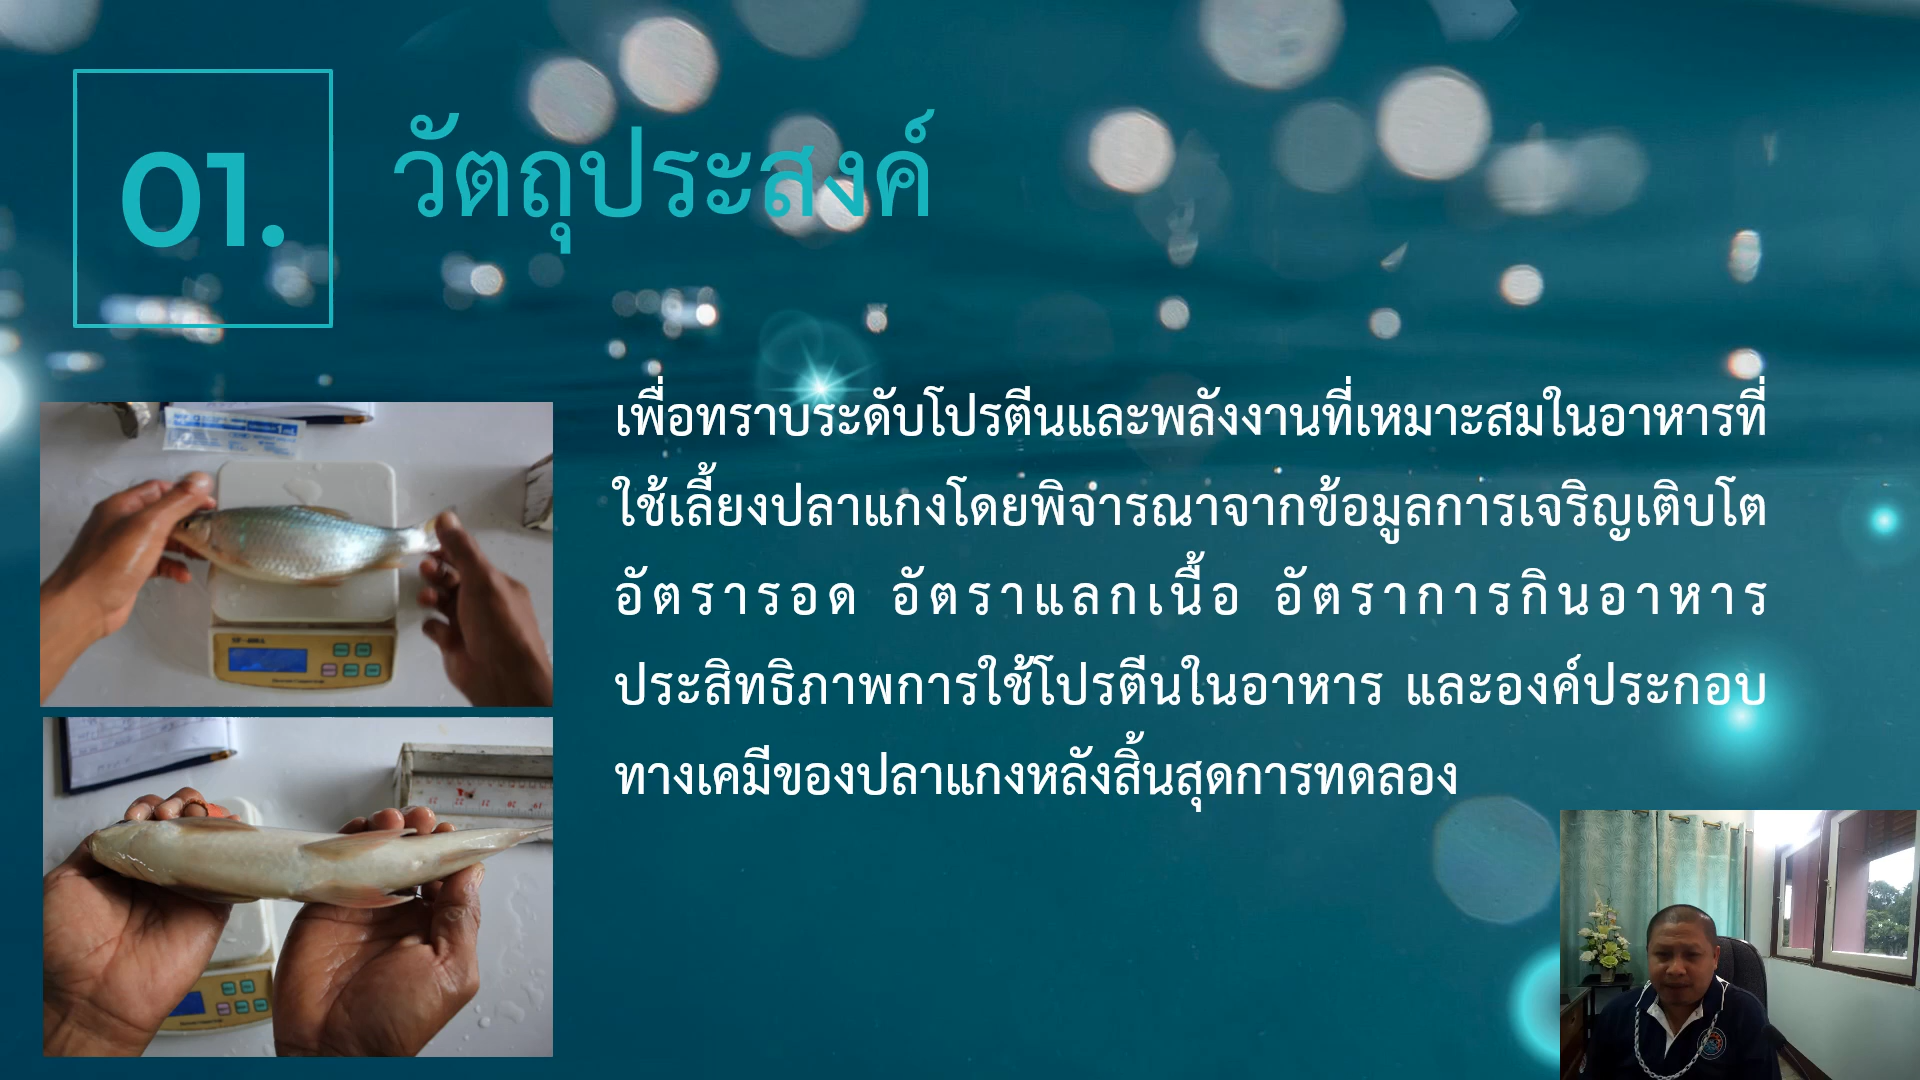 01.
วัตถุประสงค์
เพื่อทราบระดับโปรตีนและพลังงานที่เหมาะสมในอาหารที่
ใช้เลี้ยงปลาแกงโดยพิจารณาจากข้อมูลการเจริญเติบโต
อัตรารอด อัตราแลกเนื้อ อัตราการกินอาหาร
ประสิทธิภาพการใช้โปรตีนในอาหาร และองค์ประกอบ
ทางเคมีของปลาแกงหลังสิ้นสุดการทดลอง